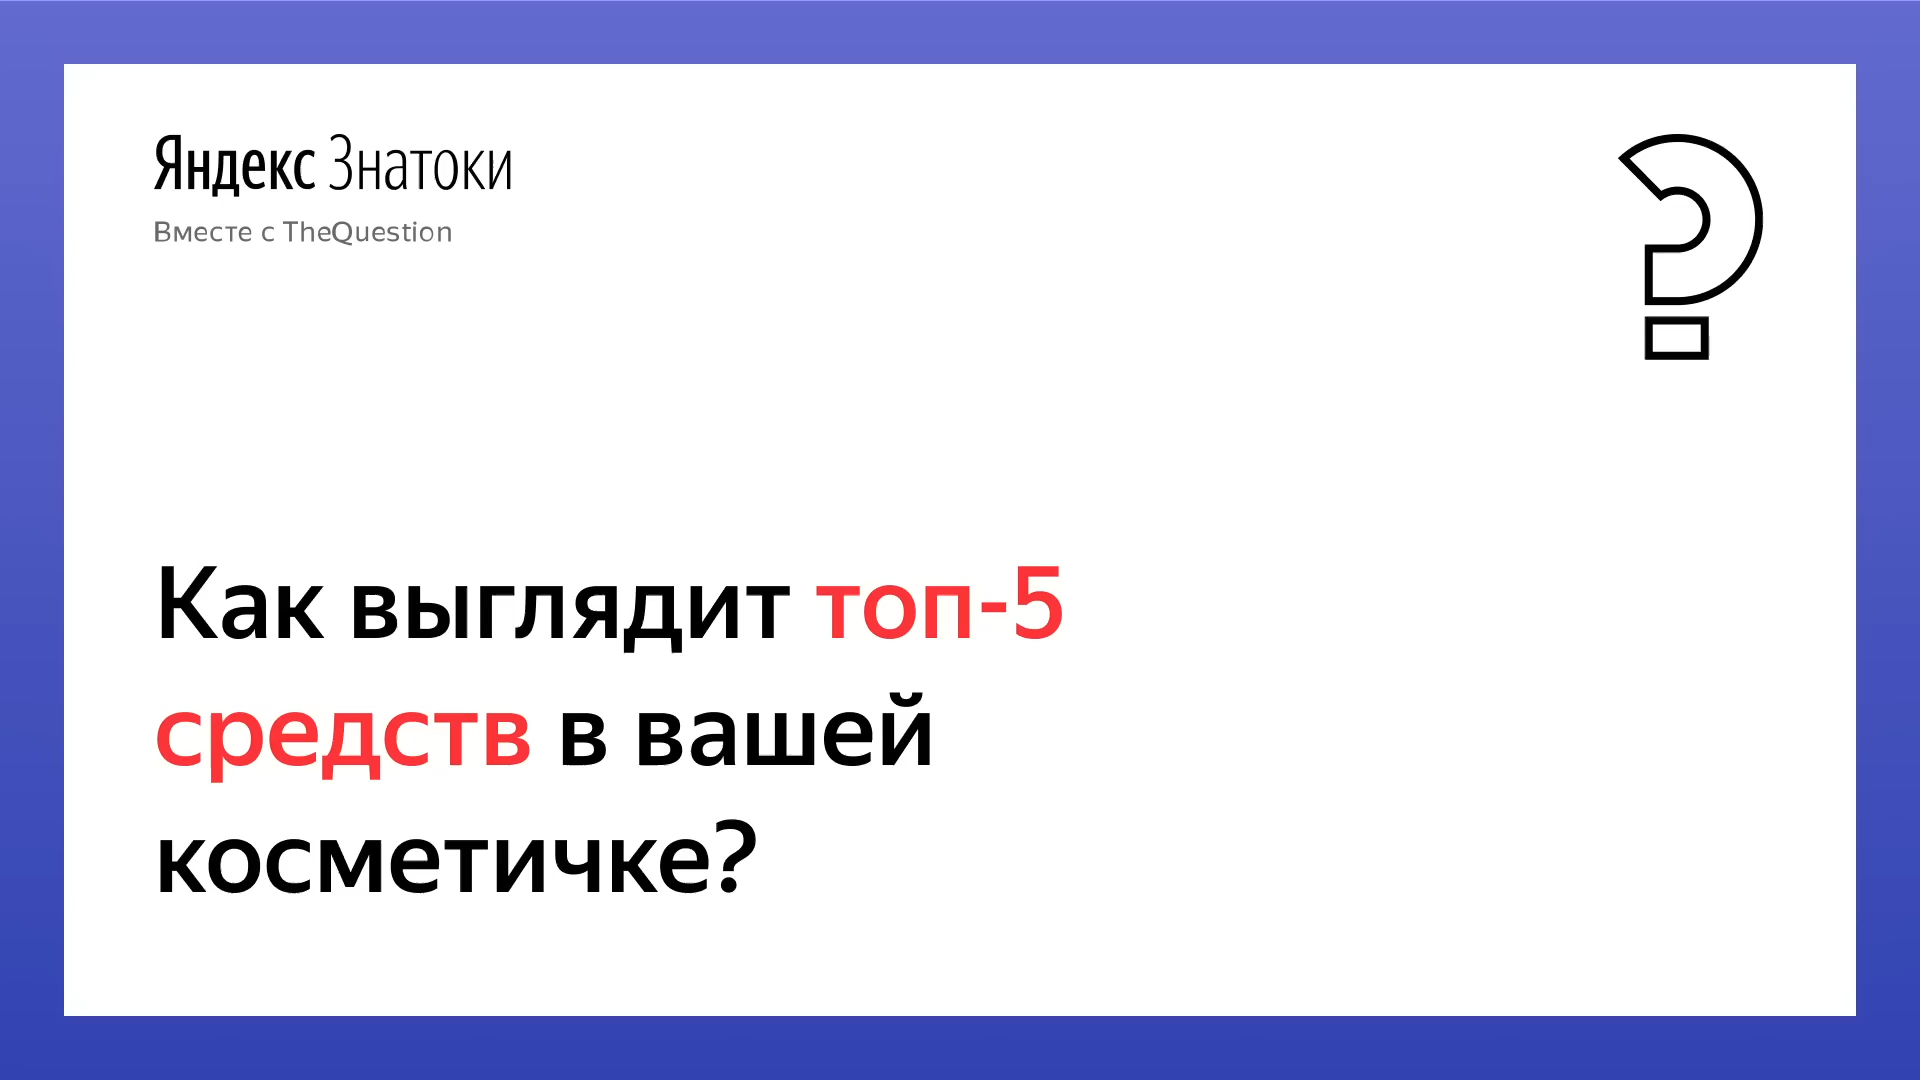 Яндекс Знатоки
Вместе с TheQuestion
Как выглядит топ-5
средств в вашей
косметичке?